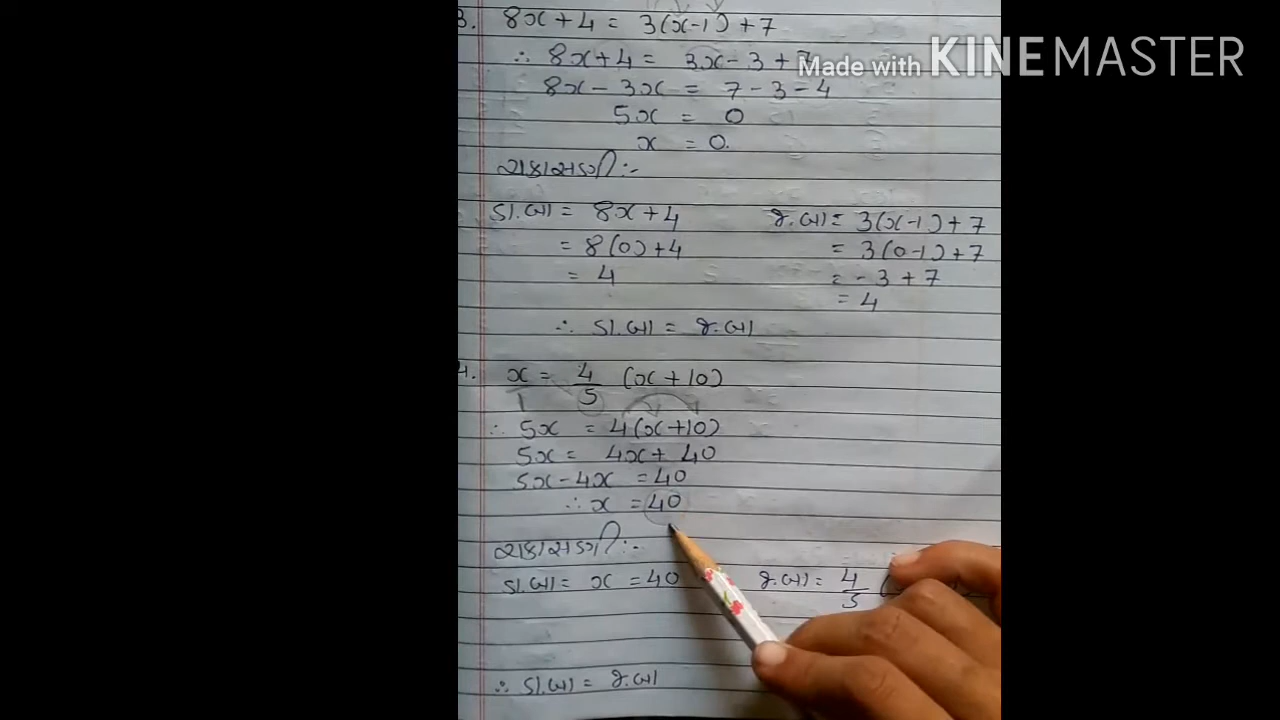 3. 8x + 4 = 3(x-1) + 7
∴ 8x + 4 = 3x - 3 + 7
Made with KINEMASTER
8x - 3x = 7 - 3 - 4
5x = 0
x = 0.
ચકાસણી :-
ડા.બા = 8x + 4 જ.બા = 3(x-1) + 7
= 8(0) + 4 = 3(0-1) + 7
= 4 = -3 + 7
= 4
∴ ડા.બા = જ.બા
4. x/1 = 4/5 (x + 10)
∴ 5x = 4(x+10)
5x = 4x + 40
5x - 4x = 40
∴ x = 40
ચકાસણી :-
ડા.બા = x = 40 જ.બા = 4/5 (
∴ ડા.બા = જ.બા